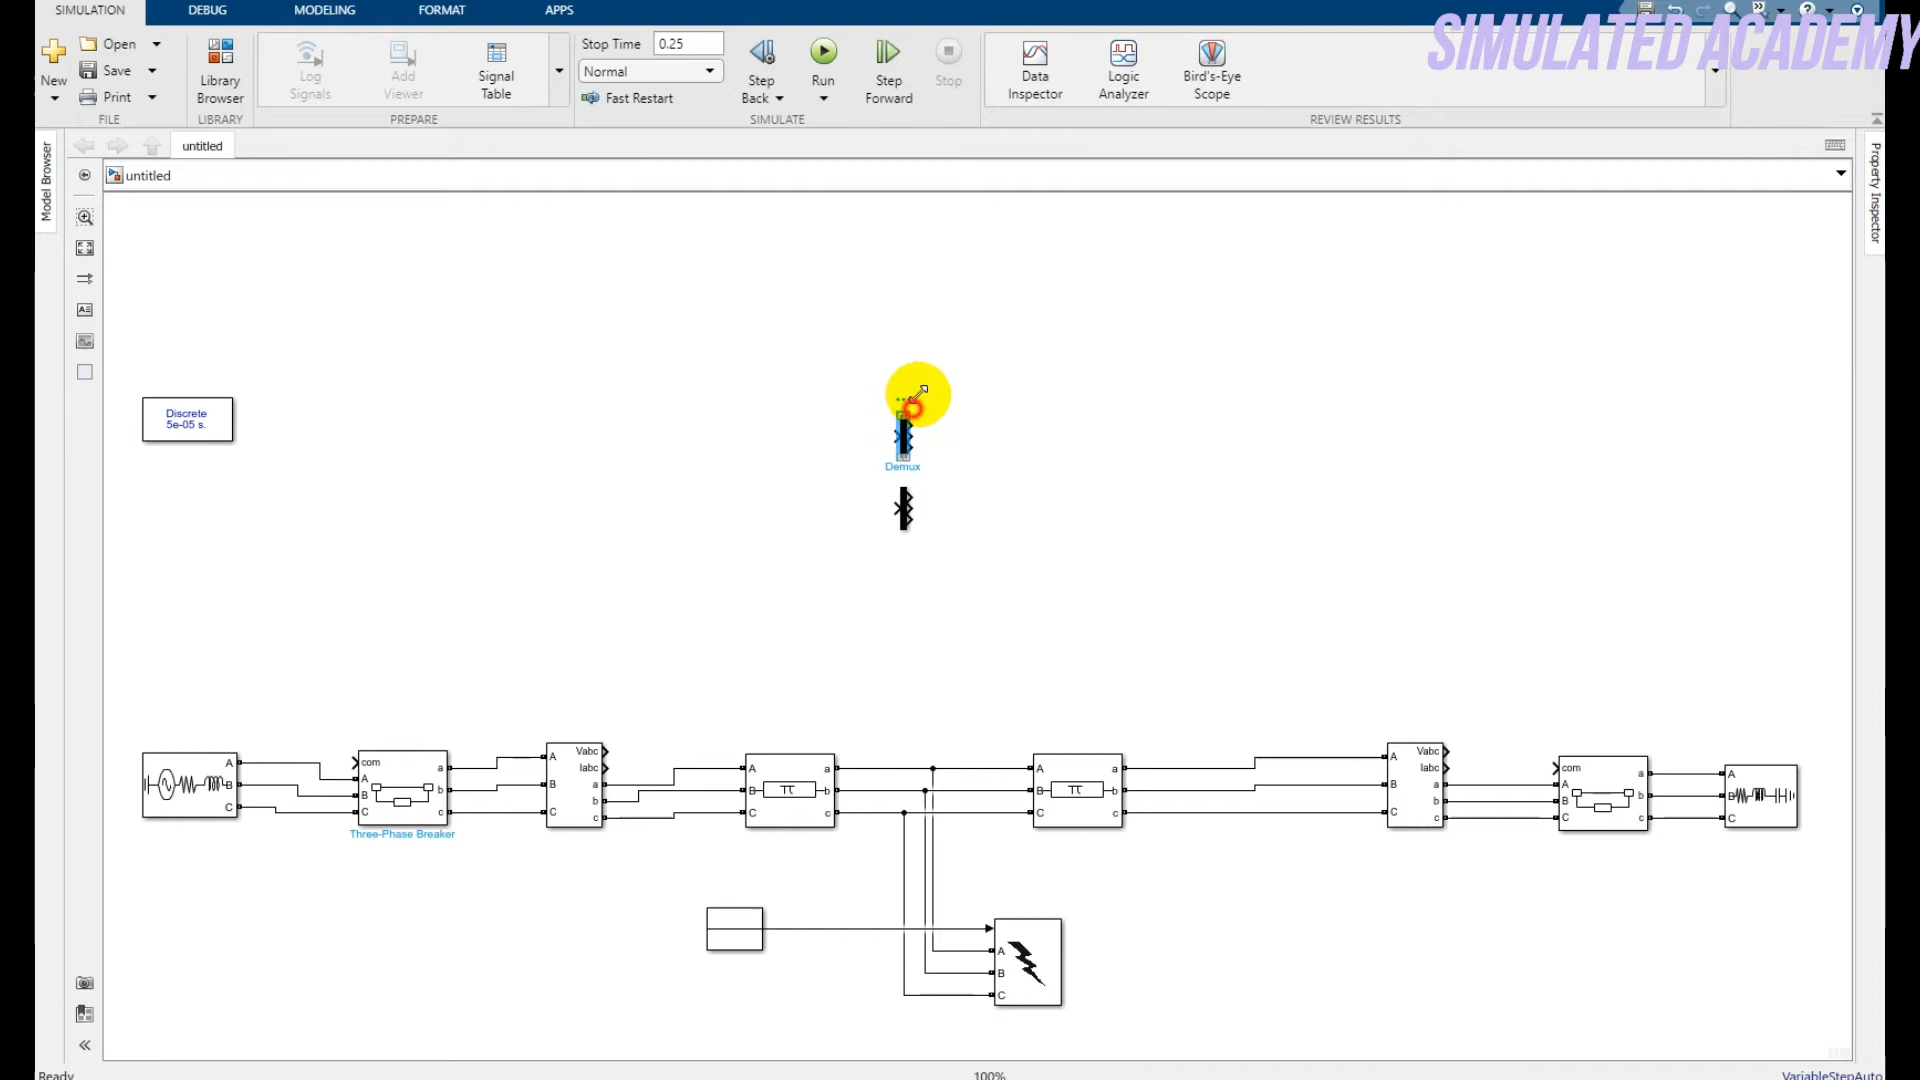 SIMULATION DEBUG MODELING FORMAT APPS
SIMULATED ACADEMY
New
Open
Save
Print
FILE
Library
Browser
LIBRARY
Log
Signals
Add
Viewer
Signal
Table
PREPARE
Stop Time 0.25
Normal
Fast Restart
Step
Back
Run
Step
Forward
Stop
SIMULATE
Data
Inspector
Logic
Analyzer
Bird's-Eye
Scope
REVIEW RESULTS
Model Browser
untitled
untitled
Property Inspector
Discrete
5e-05 s.
Demux
A
B
C
com
A
B
C
a
b
c
Three-Phase Breaker
A
B
C
Vabc
Iabc
a
b
c
A
B
C
π
a
b
c
A
B
C
π
a
b
c
A
B
C
Vabc
Iabc
a
b
c
com
A
B
C
a
b
c
A
B
C
A
B
C
Ready 100% VariableStepAuto